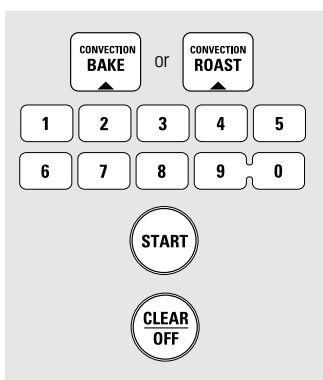 CONVECTION BAKE or CONVECTION ROAST
1 2 3 4 5
6 7 8 9 0
START
CLEAR
OFF